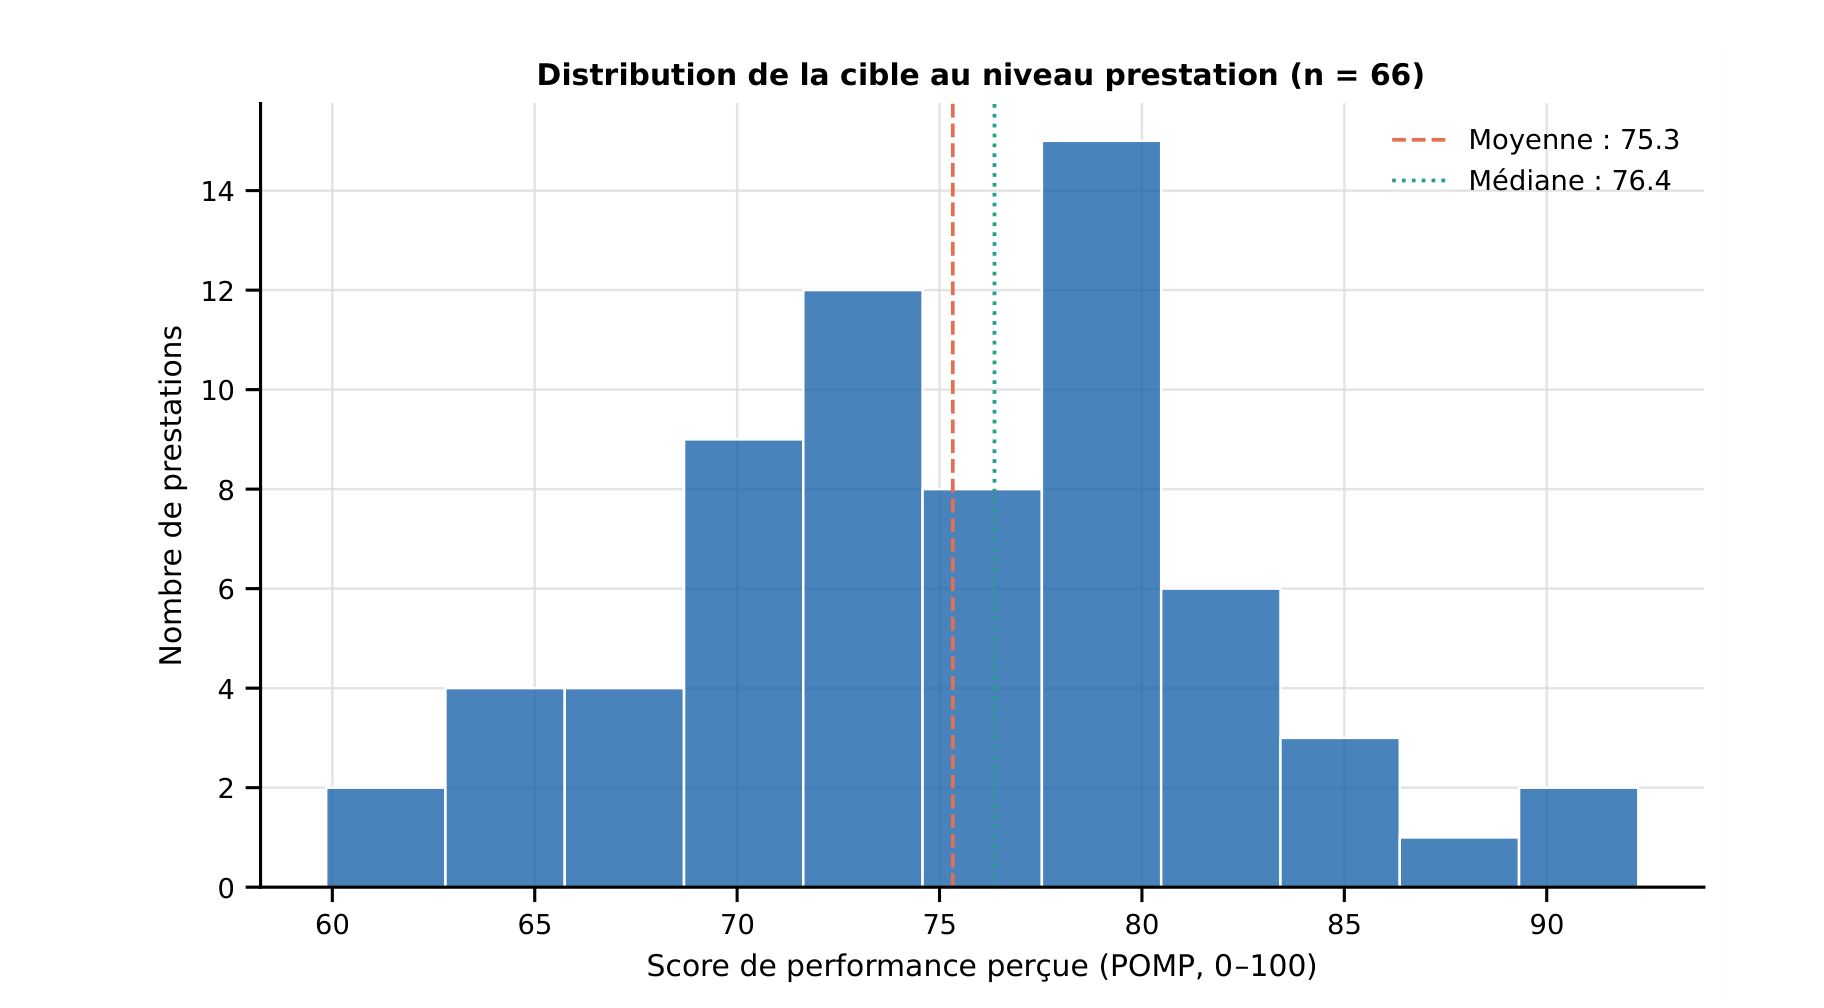 Distribution de la cible au niveau prestation (n = 66)
Moyenne : 75.3
Médiane : 76.4
Nombre de prestations
14
12
10
8
6
4
2
0
60 65 70 75 80 85 90
Score de performance perçue (POMP, 0–100)